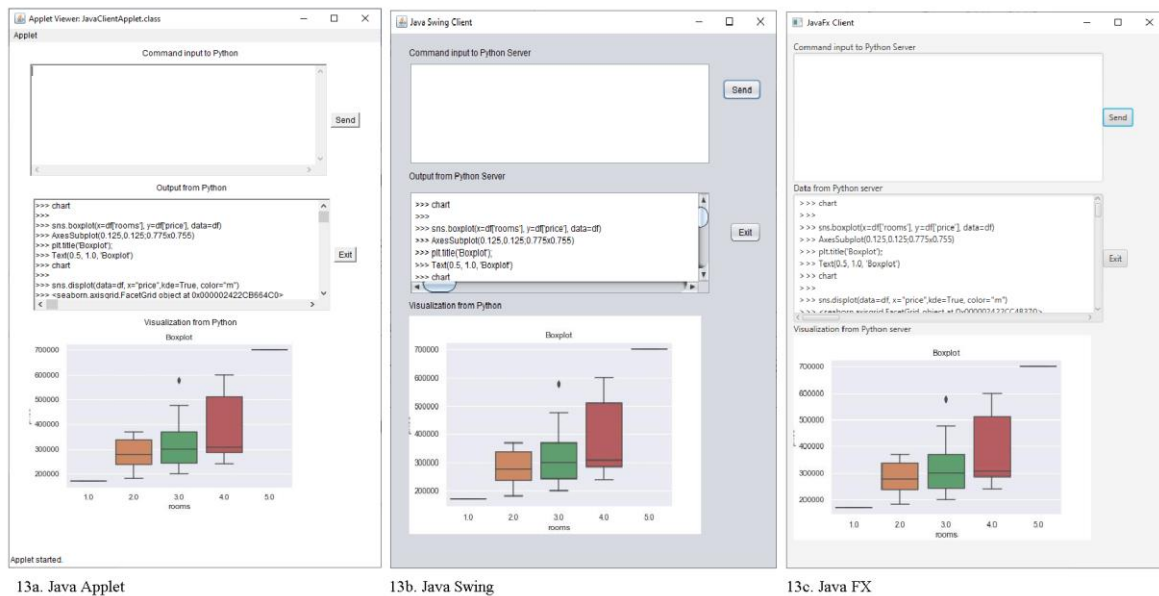 Applet Viewer: JavaClientApplet.class
Applet
Command input to Python
Send
Output from Python
>>> chart
>>>
>>> sns.boxplot(x=df['rooms'], y=df['price'], data=df)
>>> AxesSubplot(0.125,0.125;0.775x0.755)
>>> plt.title('Boxplot');
>>> Text(0.5, 1.0, 'Boxplot')
>>> chart
>>>
>>> sns.displot(data=df, x="price",kde=True, color="m")
>>> <seaborn.axisgrid.FacetGrid object at 0x000002422CB664C0>
Exit
Visualization from Python
Boxplot
700000
600000
500000
400000
300000
200000
1.0 2.0 3.0 4.0 5.0
rooms
Applet started.
13a. Java Applet
Java Swing Client
Command input to Python Server
Send
Output from Python Server
>>> chart
>>>
>>> sns.boxplot(x=df['rooms'], y=df['price'], data=df)
>>> AxesSubplot(0.125,0.125;0.775x0.755)
>>> plt.title('Boxplot');
>>> Text(0.5, 1.0, 'Boxplot')
>>> chart
Exit
Visualization from Python
Boxplot
700000
600000
500000
400000
300000
200000
1.0 2.0 3.0 4.0 5.0
rooms
13b. Java Swing
JavaFx Client
Command input to Python Server
Send
Data from Python server
>>> chart
>>>
>>> sns.boxplot(x=df['rooms'], y=df['price'], data=df)
>>> AxesSubplot(0.125,0.125;0.775x0.755)
>>> plt.title('Boxplot');
>>> Text(0.5, 1.0, 'Boxplot')
>>> chart
>>>
>>> sns.displot(data=df, x="price",kde=True, color="m")
>>> <seaborn.axisgrid.FacetGrid object at
Exit
Visualization from Python server
Boxplot
700000
600000
500000
400000
300000
200000
1.0 2.0 3.0 4.0 5.0
rooms
13c. Java FX